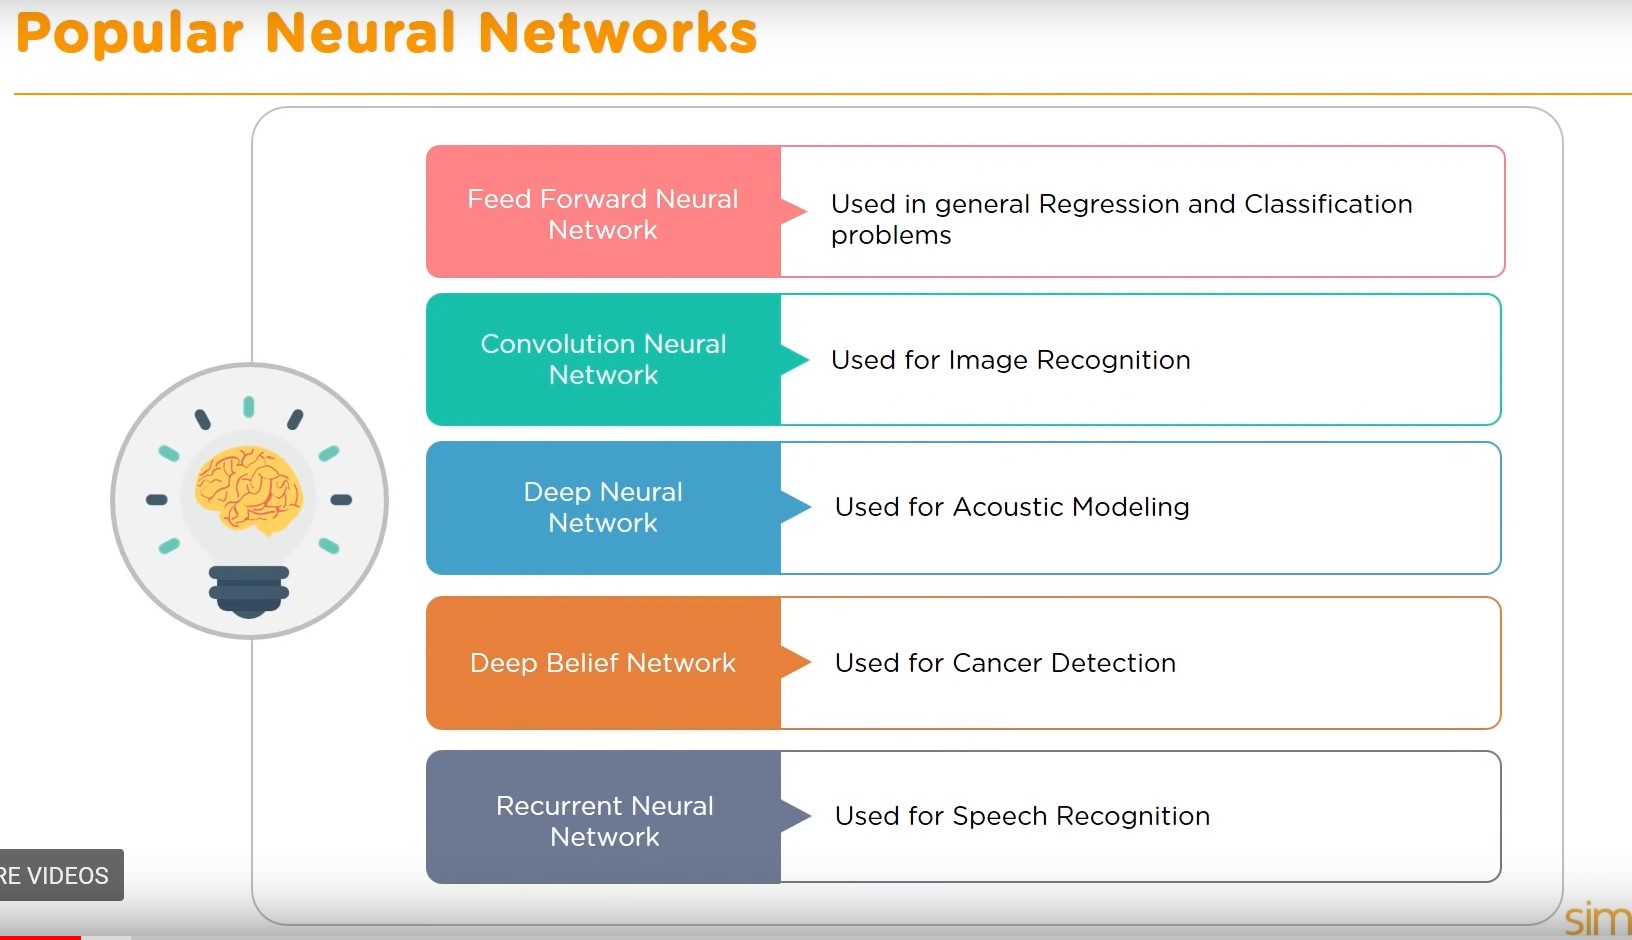 Popular Neural Networks
Feed Forward Neural
Network
Used in general Regression and Classification
problems
Convolution Neural
Network
Used for Image Recognition
Deep Neural
Network
Used for Acoustic Modeling
Deep Belief Network
Used for Cancer Detection
Recurrent Neural
Network
Used for Speech Recognition
RE VIDEOS
sim